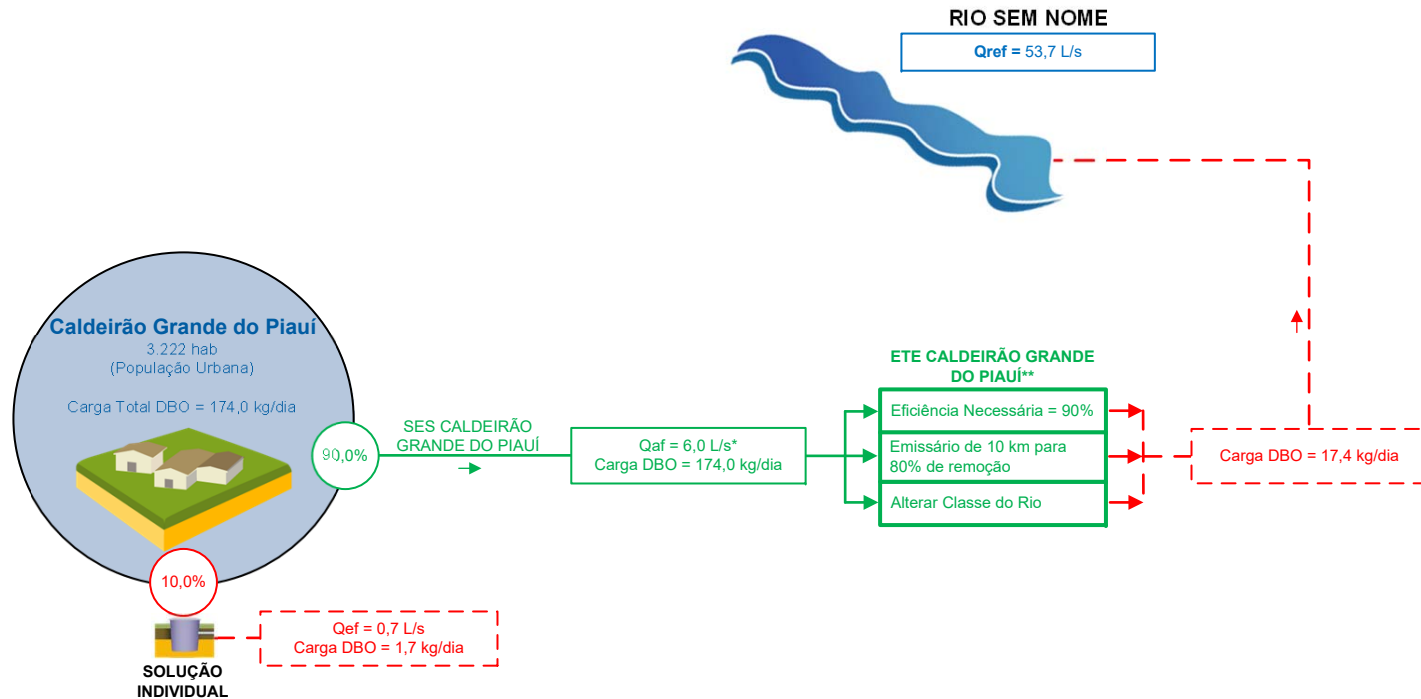 RIO SEM NOME
Qref = 53,7 L/s
Caldeirão Grande do Piauí
3.222 hab
(População Urbana)
Carga Total DBO = 174,0 kg/dia
90,0%
SES CALDEIRÃO
GRANDE DO PIAUÍ
Qaf = 6,0 L/s*
Carga DBO = 174,0 kg/dia
ETE CALDEIRÃO GRANDE
DO PIAUÍ**
Eficiência Necessária = 90%
Emissário de 10 km para
80% de remoção
Alterar Classe do Rio
Carga DBO = 17,4 kg/dia
10,0%
Qef = 0,7 L/s
Carga DBO = 1,7 kg/dia
SOLUÇÃO
INDIVIDUAL